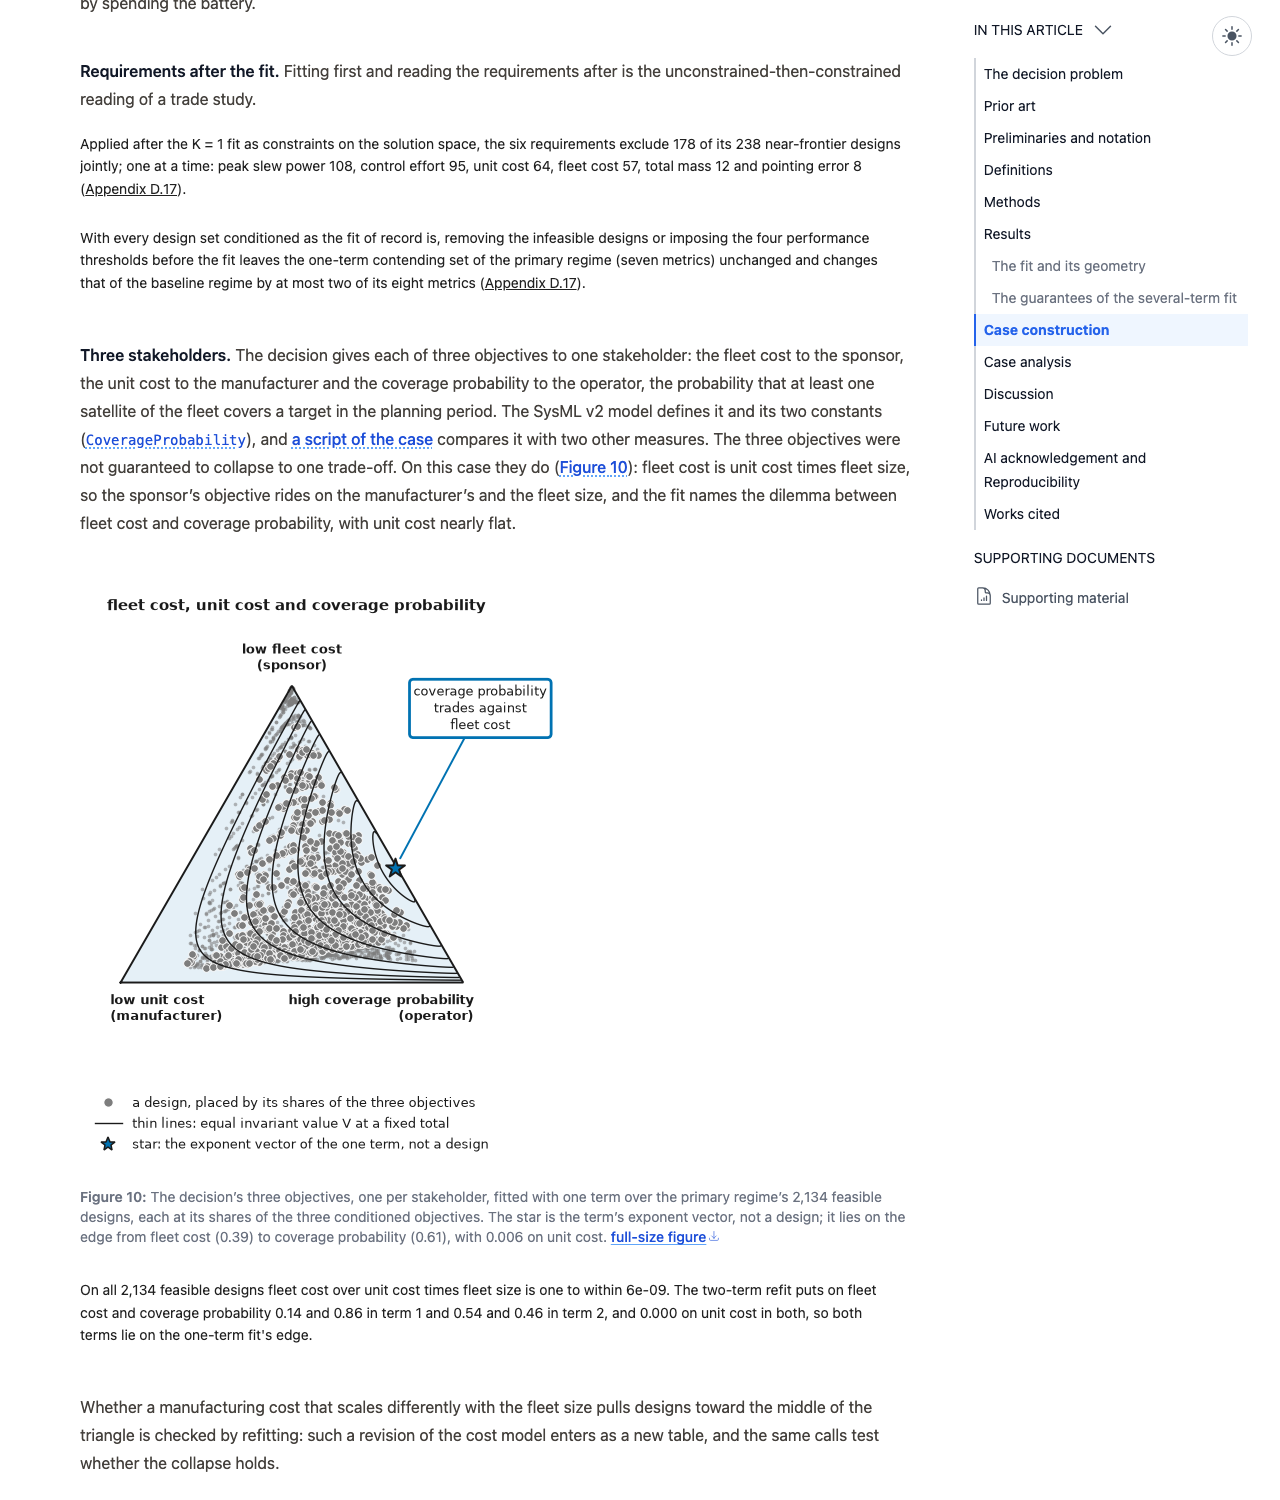 by spending the battery.
Requirements after the fit. Fitting first and reading the requirements after is the unconstrained-then-constrained
reading of a trade study.
Applied after the K = 1 fit as constraints on the solution space, the six requirements exclude 178 of its 238 near-frontier designs
jointly; one at a time: peak slew power 108, control effort 95, unit cost 64, fleet cost 57, total mass 12 and pointing error 8
(Appendix D.17).
With every design set conditioned as the fit of record is, removing the infeasible designs or imposing the four performance
thresholds before the fit leaves the one-term contending set of the primary regime (seven metrics) unchanged and changes
that of the baseline regime by at most two of its eight metrics (Appendix D.17).
Three stakeholders. The decision gives each of three objectives to one stakeholder: the fleet cost to the sponsor,
the unit cost to the manufacturer and the coverage probability to the operator, the probability that at least one
satellite of the fleet covers a target in the planning period. The SysML v2 model defines it and its two constants
(CoverageProbability), and a script of the case compares it with two other measures. The three objectives were
not guaranteed to collapse to one trade-off. On this case they do (Figure 10): fleet cost is unit cost times fleet size,
so the sponsor's objective rides on the manufacturer's and the fleet size, and the fit names the dilemma between
fleet cost and coverage probability, with unit cost nearly flat.
fleet cost, unit cost and coverage probability
low fleet cost
(sponsor)
coverage probability
trades against
fleet cost
low unit cost
(manufacturer)
high coverage probability
(operator)
a design, placed by its shares of the three objectives
thin lines: equal invariant value V at a fixed total
star: the exponent vector of the one term, not a design
Figure 10: The decision's three objectives, one per stakeholder, fitted with one term over the primary regime's 2,134 feasible
designs, each at its shares of the three conditioned objectives. The star is the term's exponent vector, not a design; it lies on the
edge from fleet cost (0.39) to coverage probability (0.61), with 0.006 on unit cost. full-size figure
On all 2,134 feasible designs fleet cost over unit cost times fleet size is one to within 6e-09. The two-term refit puts on fleet
cost and coverage probability 0.14 and 0.86 in term 1 and 0.54 and 0.46 in term 2, and 0.000 on unit cost in both, so both
terms lie on the one-term fit's edge.
Whether a manufacturing cost that scales differently with the fleet size pulls designs toward the middle of the
triangle is checked by refitting: such a revision of the cost model enters as a new table, and the same calls test
whether the collapse holds.
IN THIS ARTICLE
The decision problem
Prior art
Preliminaries and notation
Definitions
Methods
Results
The fit and its geometry
The guarantees of the several-term fit
Case construction
Case analysis
Discussion
Future work
AI acknowledgement and
Reproducibility
Works cited
SUPPORTING DOCUMENTS
Supporting material